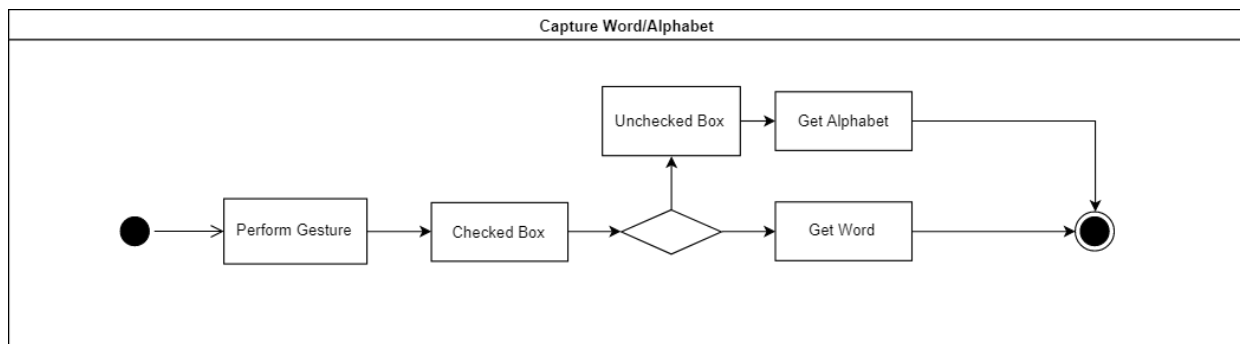 Capture Word/Alphabet
Unchecked Box
Get Alphabet
Perform Gesture
Checked Box
Get Word